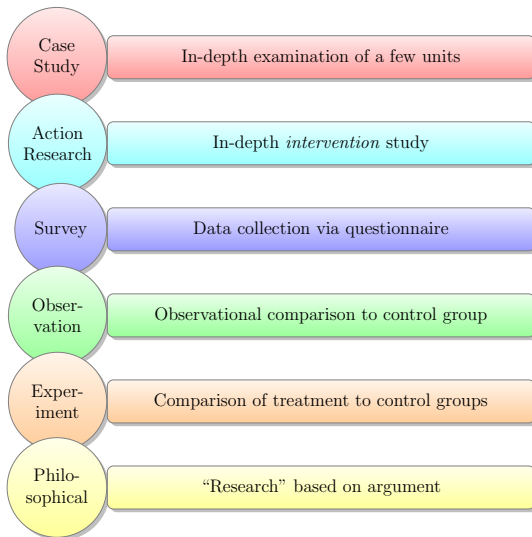 Case
Study
In-depth examination of a few units
Action
Research
In-depth intervention study
Survey
Data collection via questionnaire
Obser-
vation
Observational comparison to control group
Exper-
iment
Comparison of treatment to control groups
Philo-
sophical
“Research” based on argument